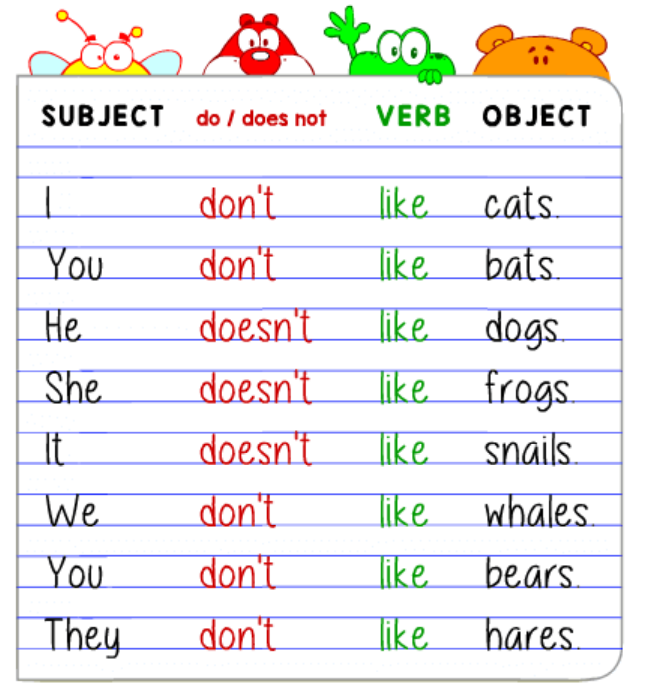 SUBJECT do / does not VERB OBJECT
I don't like cats.
You don't like bats.
He doesn't like dogs.
She doesn't like frogs.
It doesn't like snails.
We don't like whales.
You don't like bears.
They don't like hares.